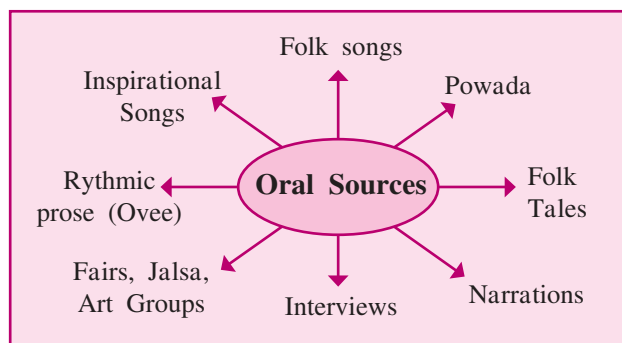 Folk songs
Inspirational
Songs
Powada
Rythmic
prose (Ovee)
Oral Sources
Folk
Tales
Fairs, Jalsa,
Art Groups
Interviews
Narrations